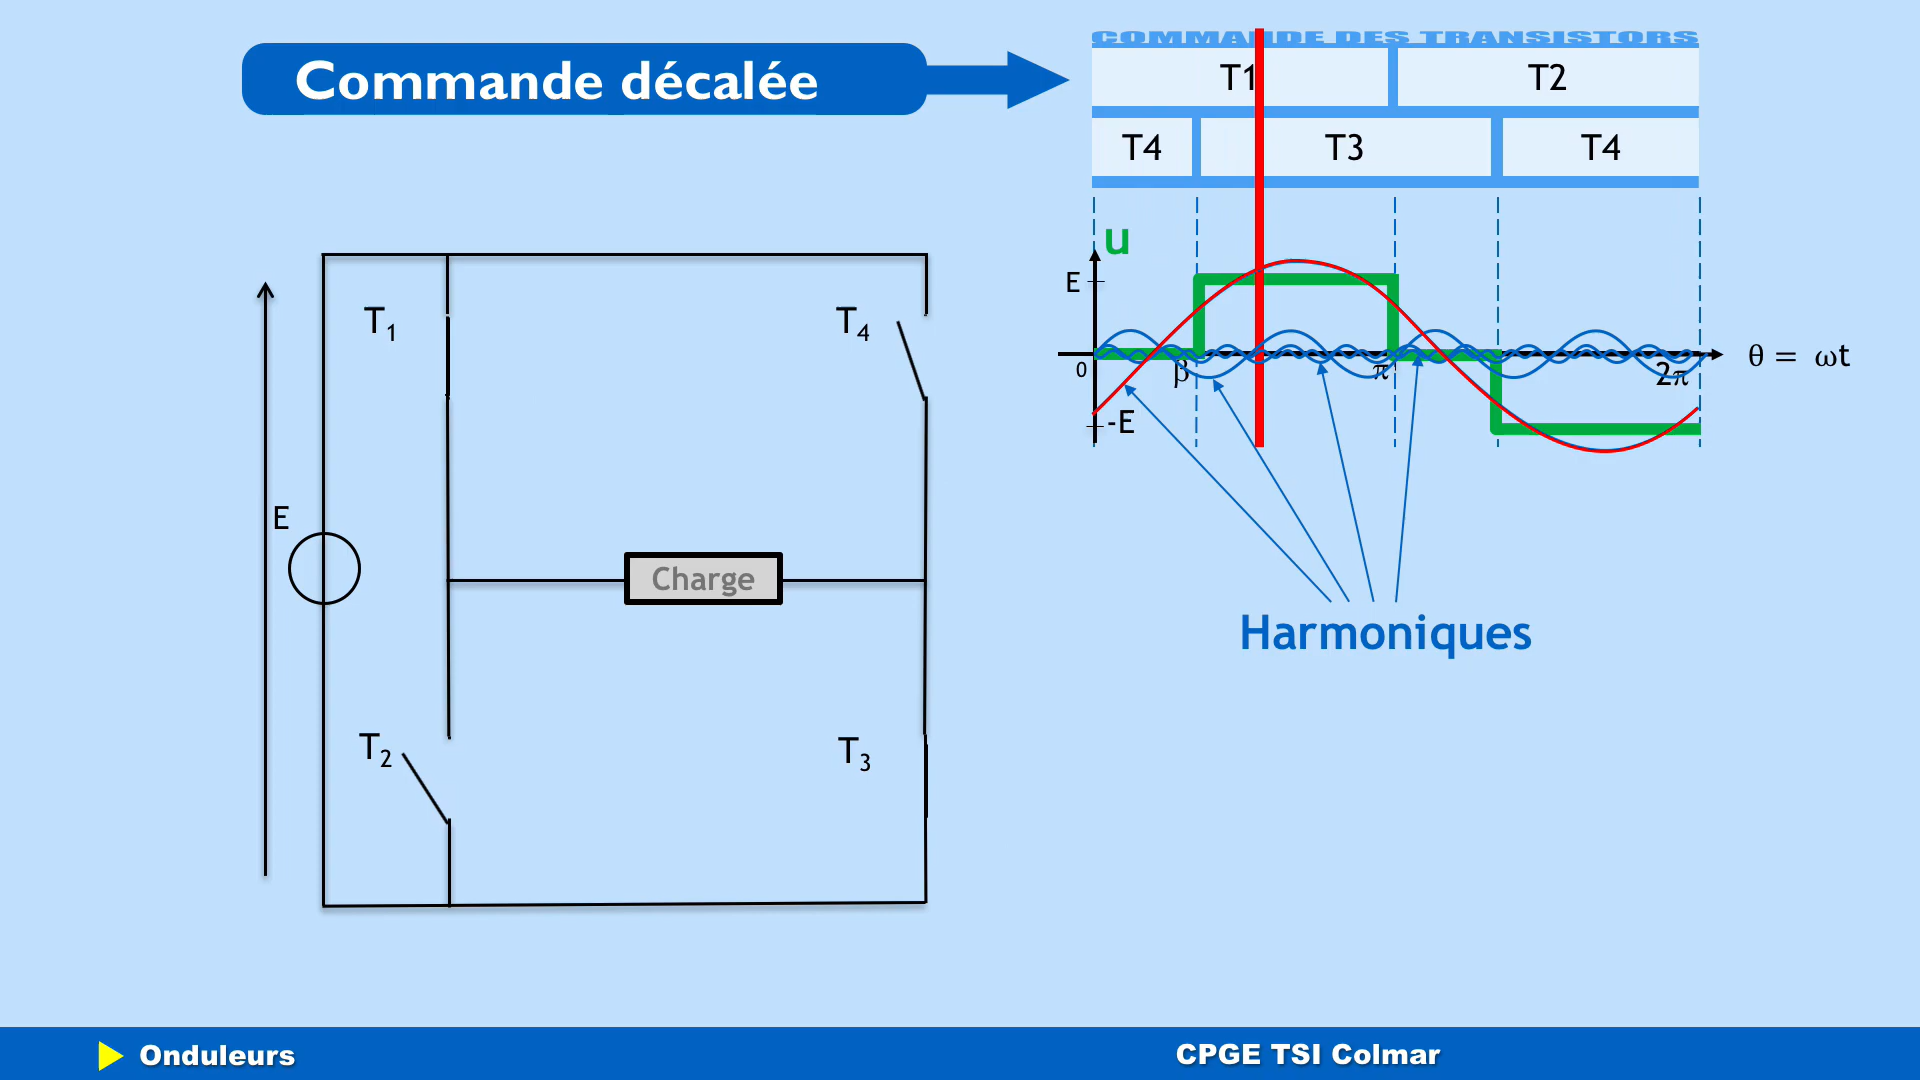 COMMANDE DES TRANSISTORS
Commande décalée
T1 T2
T4 T3 T4
u
E
0 β π 2π θ = ωt
-E
T1 T4
E
Charge
Harmoniques
T2 T3
Onduleurs CPGE TSI Colmar